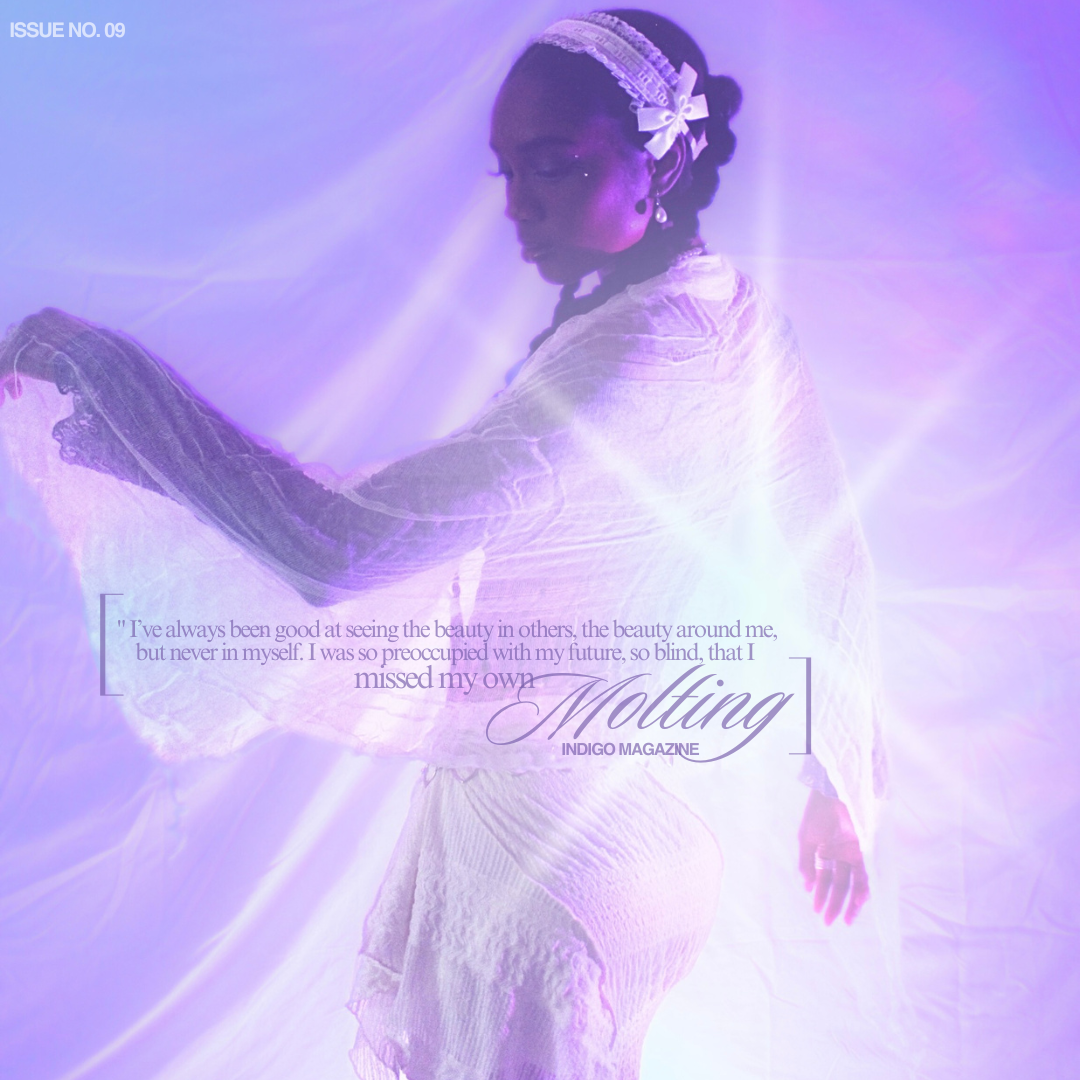 ISSUE NO. 09
" I've always been good at seeing the beauty in others, the beauty around me,
but never in myself. I was so preoccupied with my future, so blind, that I
missed my own Molting
INDIGO MAGAZINE